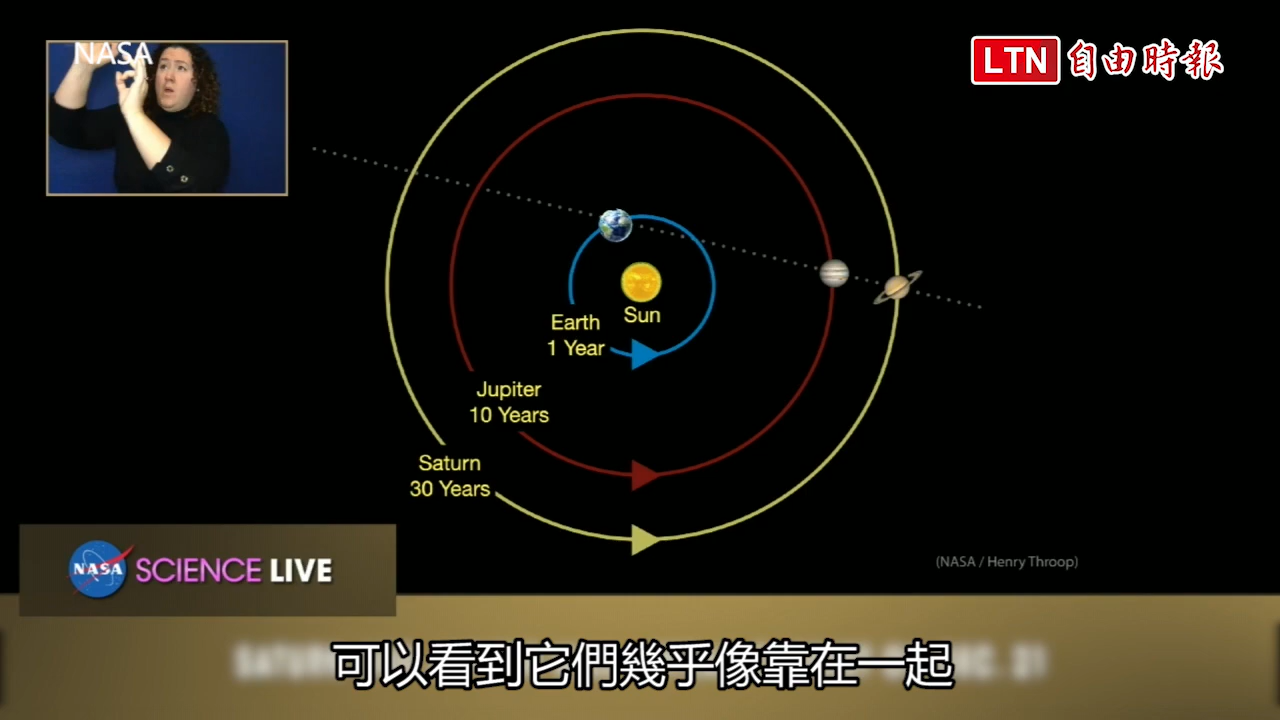 NASA
LTN 自由時報
Sun
Earth
1 Year
Jupiter
10 Years
Saturn
30 Years
NASA SCIENCE LIVE
(NASA / Henry Throop)
可以看到它們幾乎像靠在一起